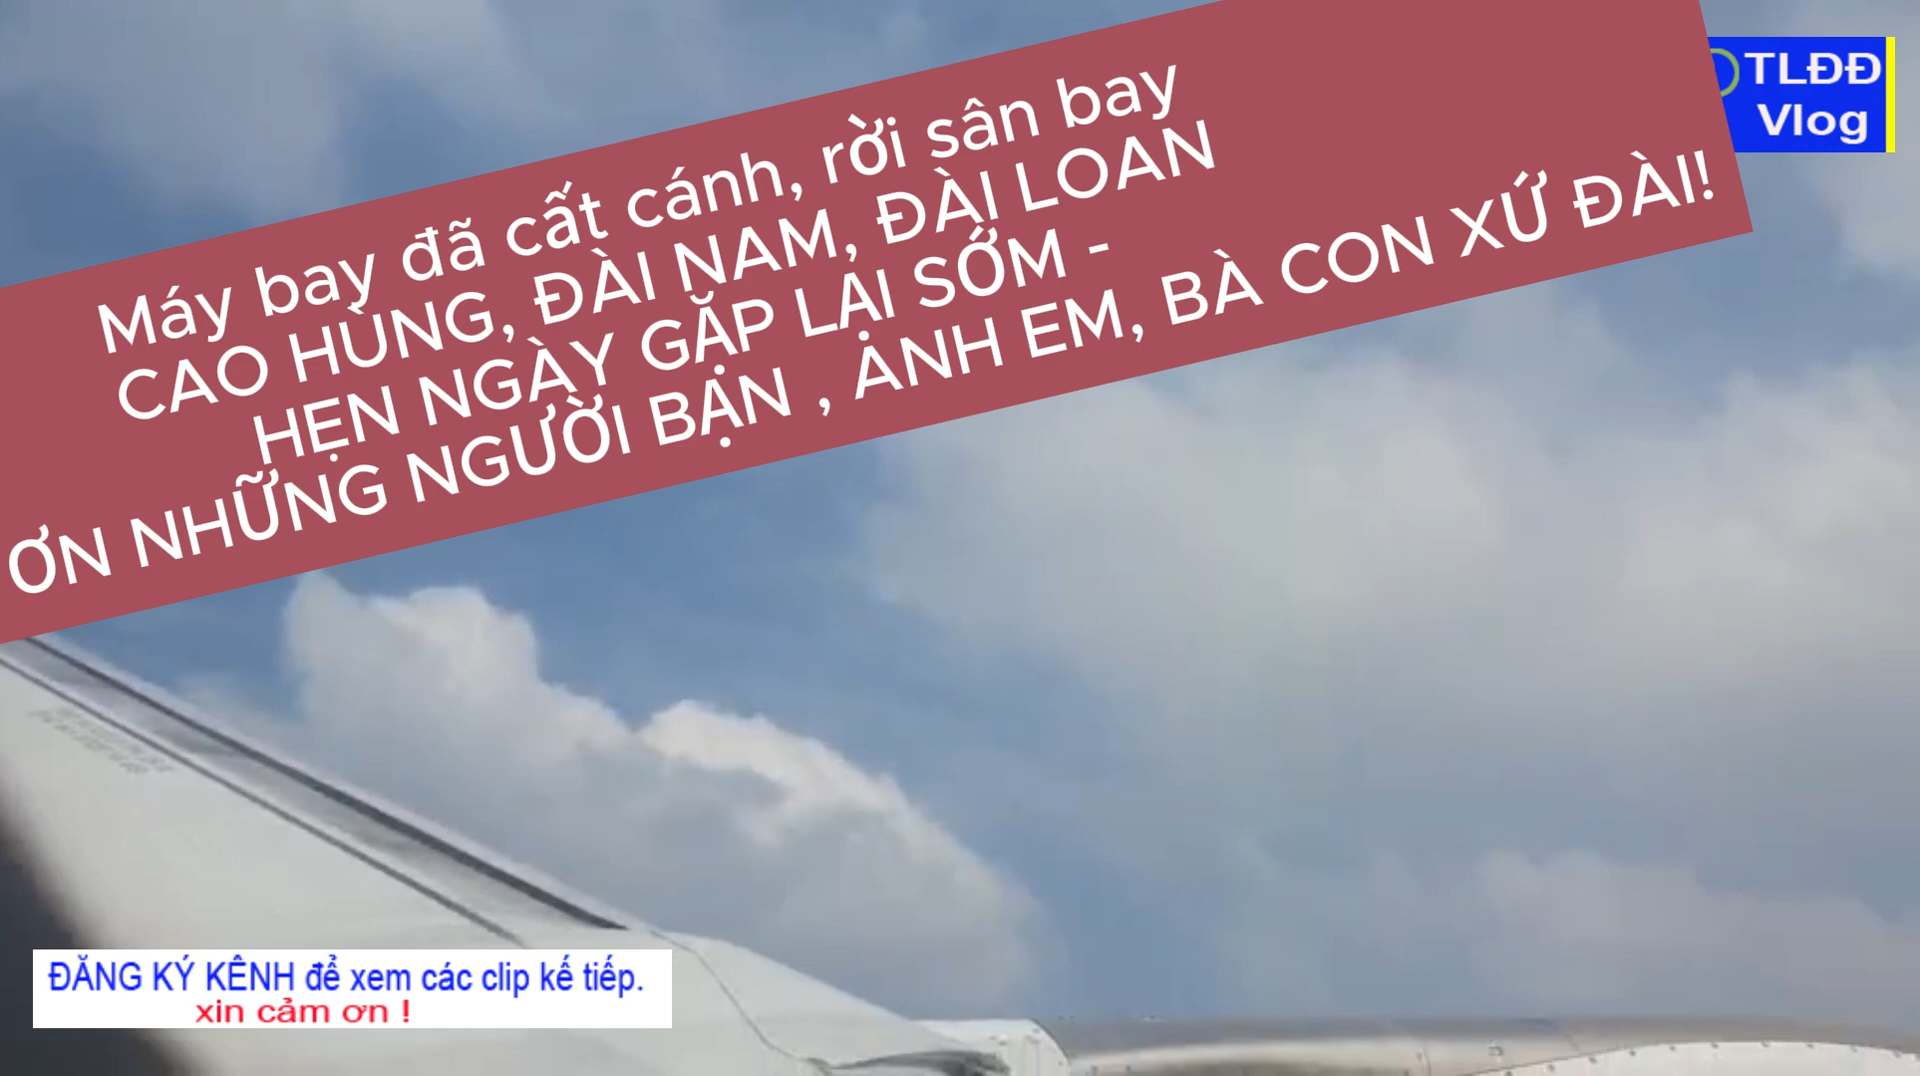 Máy bay đã cất cánh, rời sân bay
CAO HÙNG, ĐÀI NAM, ĐÀI LOAN
HẸN NGÀY GẶP LẠI SỚM -
ƠN NHỮNG NGƯỜI BẠN , ANH EM, BÀ CON XỨ ĐÀI!
TLĐĐ
Vlog
ĐĂNG KÝ KÊNH để xem các clip kế tiếp.
xin cảm ơn !